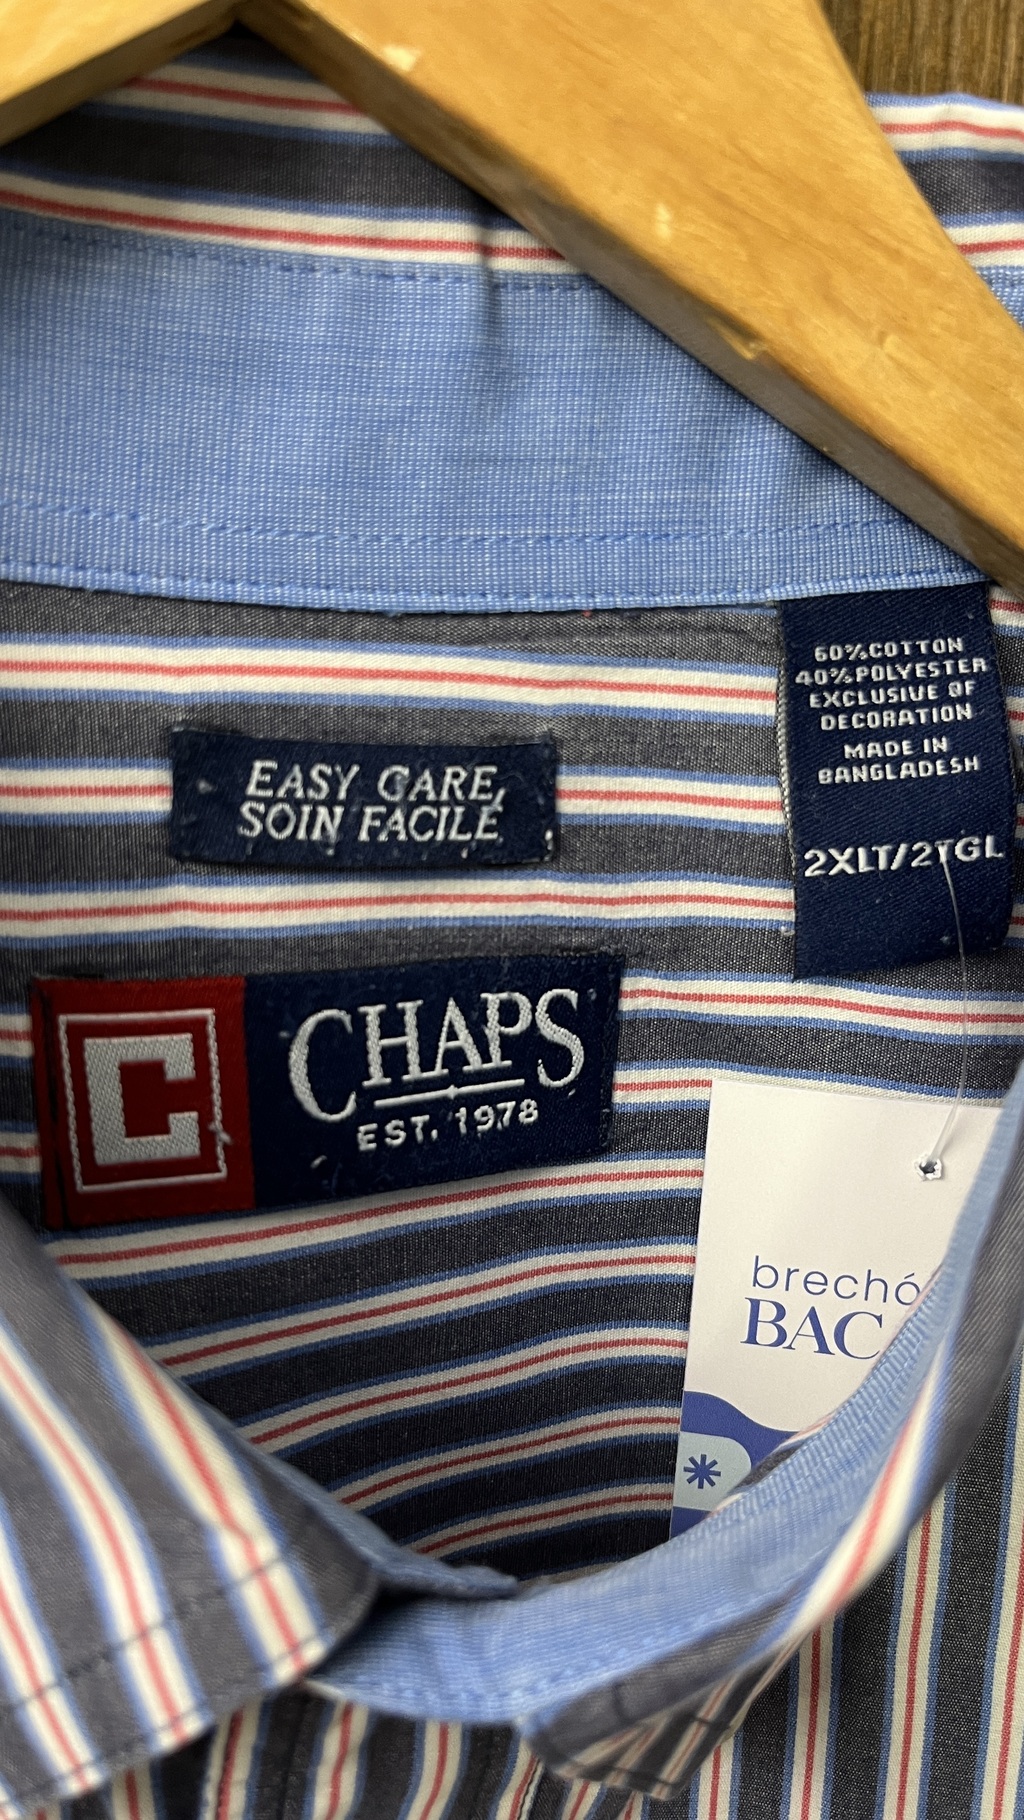 60%COTTON
40%POLYESTER
EXCLUSIVE OF
DECORATION
MADE IN
BANGLADESH
2XLT/2TGL
EASY CARE,
SOIN FACILE
C CHAPS
EST. 1978
brechó
BAC
*